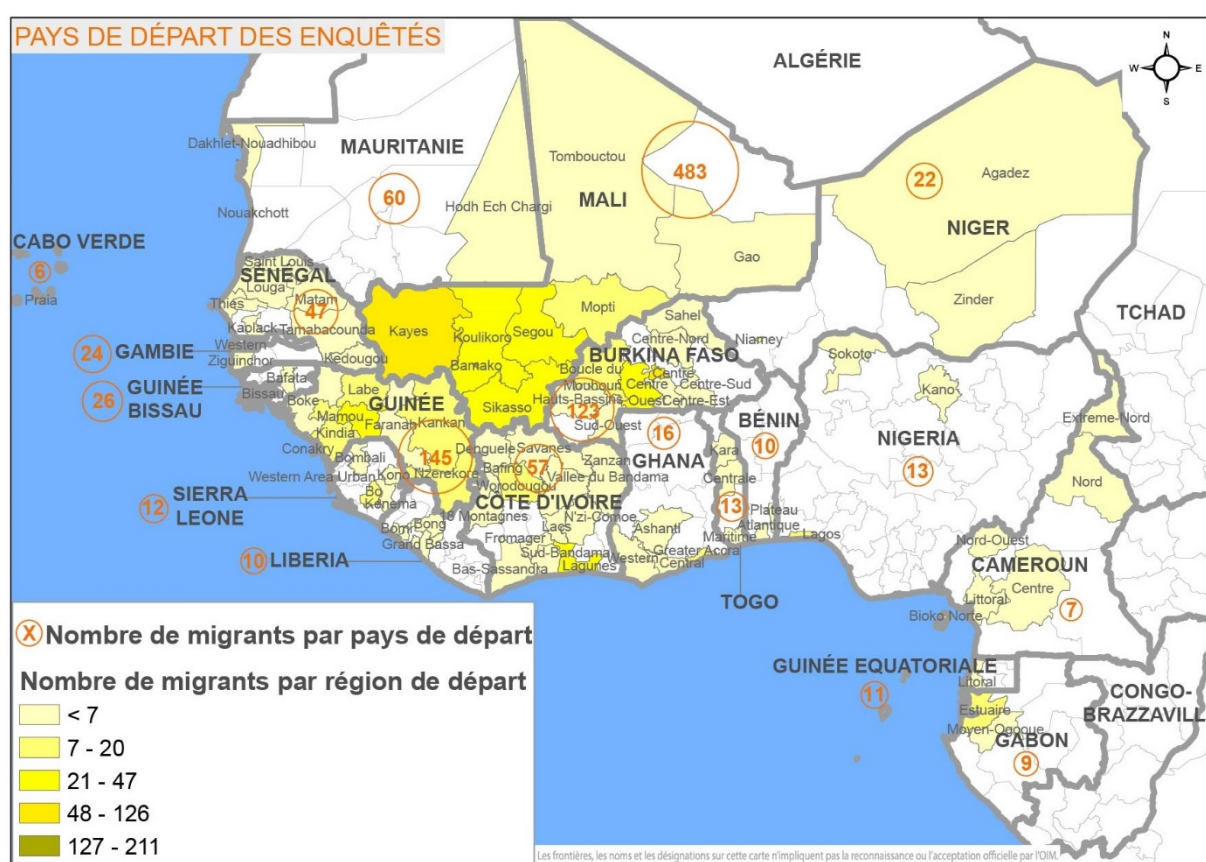 PAYS DE DÉPART DES ENQUÊTÉS
N
W
E
S
ALGÉRIE
Dakhlet-Nouadhibou
MAURITANIE
Tombouctou
483
22
Agadez
60
MALI
Nouakchott
Hodh Ech Chargi
NIGER
CABO VERDE
6
Praia
Saint Louis
SÉNÉGAL
Louga
Gao
Zinder
TCHAD
Thies
Matam
47
Mopti
Kaolack
Tamabacounda
Kayes
Koulikoro
Segou
Sahel
Niamey
24
GAMBIE
Western
Ziguindhor
Kedougou
Bamako
Centre-Nord
BURKINA FASO
Sokoto
Boucle du
Mouhoun
Centre
Centre
-Ouest
Centre-Sud
Centre-Est
Kano
26
GUINÉE
BISSAU
Bafata
Bissau
Boke
Labe
GUINÉE
Sikasso
Hauts-Bassins
123
Sud-Ouest
BÉNIN
10
Extreme-Nord
Mamou
Kindia
Faranah
Kankan
Conakry
145
Nzerekore
Denguele
Savanes
16
GHANA
Kara
NIGERIA
13
Nord
Bombali
Western Area Urban
Kono
Bafing
57
Zanzan
Worodougou
Vallee du Bandama
Centrale
12
SIERRA
LEONE
Bo
Kenema
CÔTE D'IVOIRE
13
Plateau
18 Montagnes
N'zi-Comoe
Atlantique
Bomi
Bong
Lacs
Ashanti
Maritime
Lagos
Nord-Ouest
Grand Bassa
Fromager
Greater Accra
10
LIBERIA
Sud-Bandama
Western
Central
CAMEROUN
Bas-Sassandra
Lagunes
Centre
Littoral
TOGO
Bioko Norte
7
GUINÉE EQUATORIALE
11
Litoral
CONGO-
BRAZZAVILL
Estuaire
Moyen-Ogooue
GABON
9
X Nombre de migrants par pays de départ
Nombre de migrants par région de départ
< 7
7 - 20
21 - 47
48 - 126
127 - 211
Les frontières, les noms et les désignations sur cette carte n'impliquent pas la reconnaissance ou l'acceptation officielle par l'OIM.